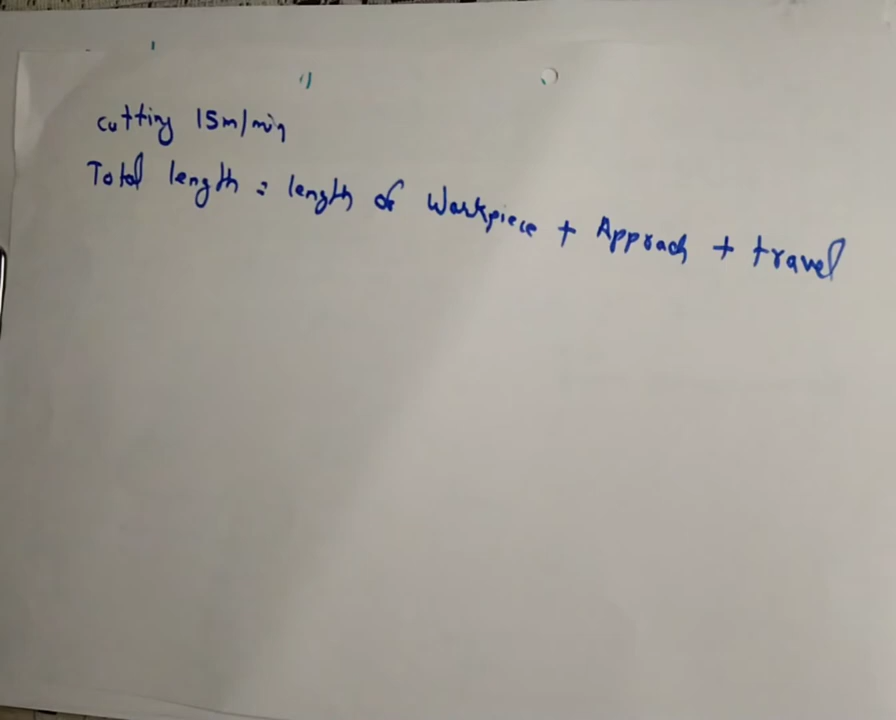 cutting 15m/min
Total length = length of Workpiece + Approach + travel